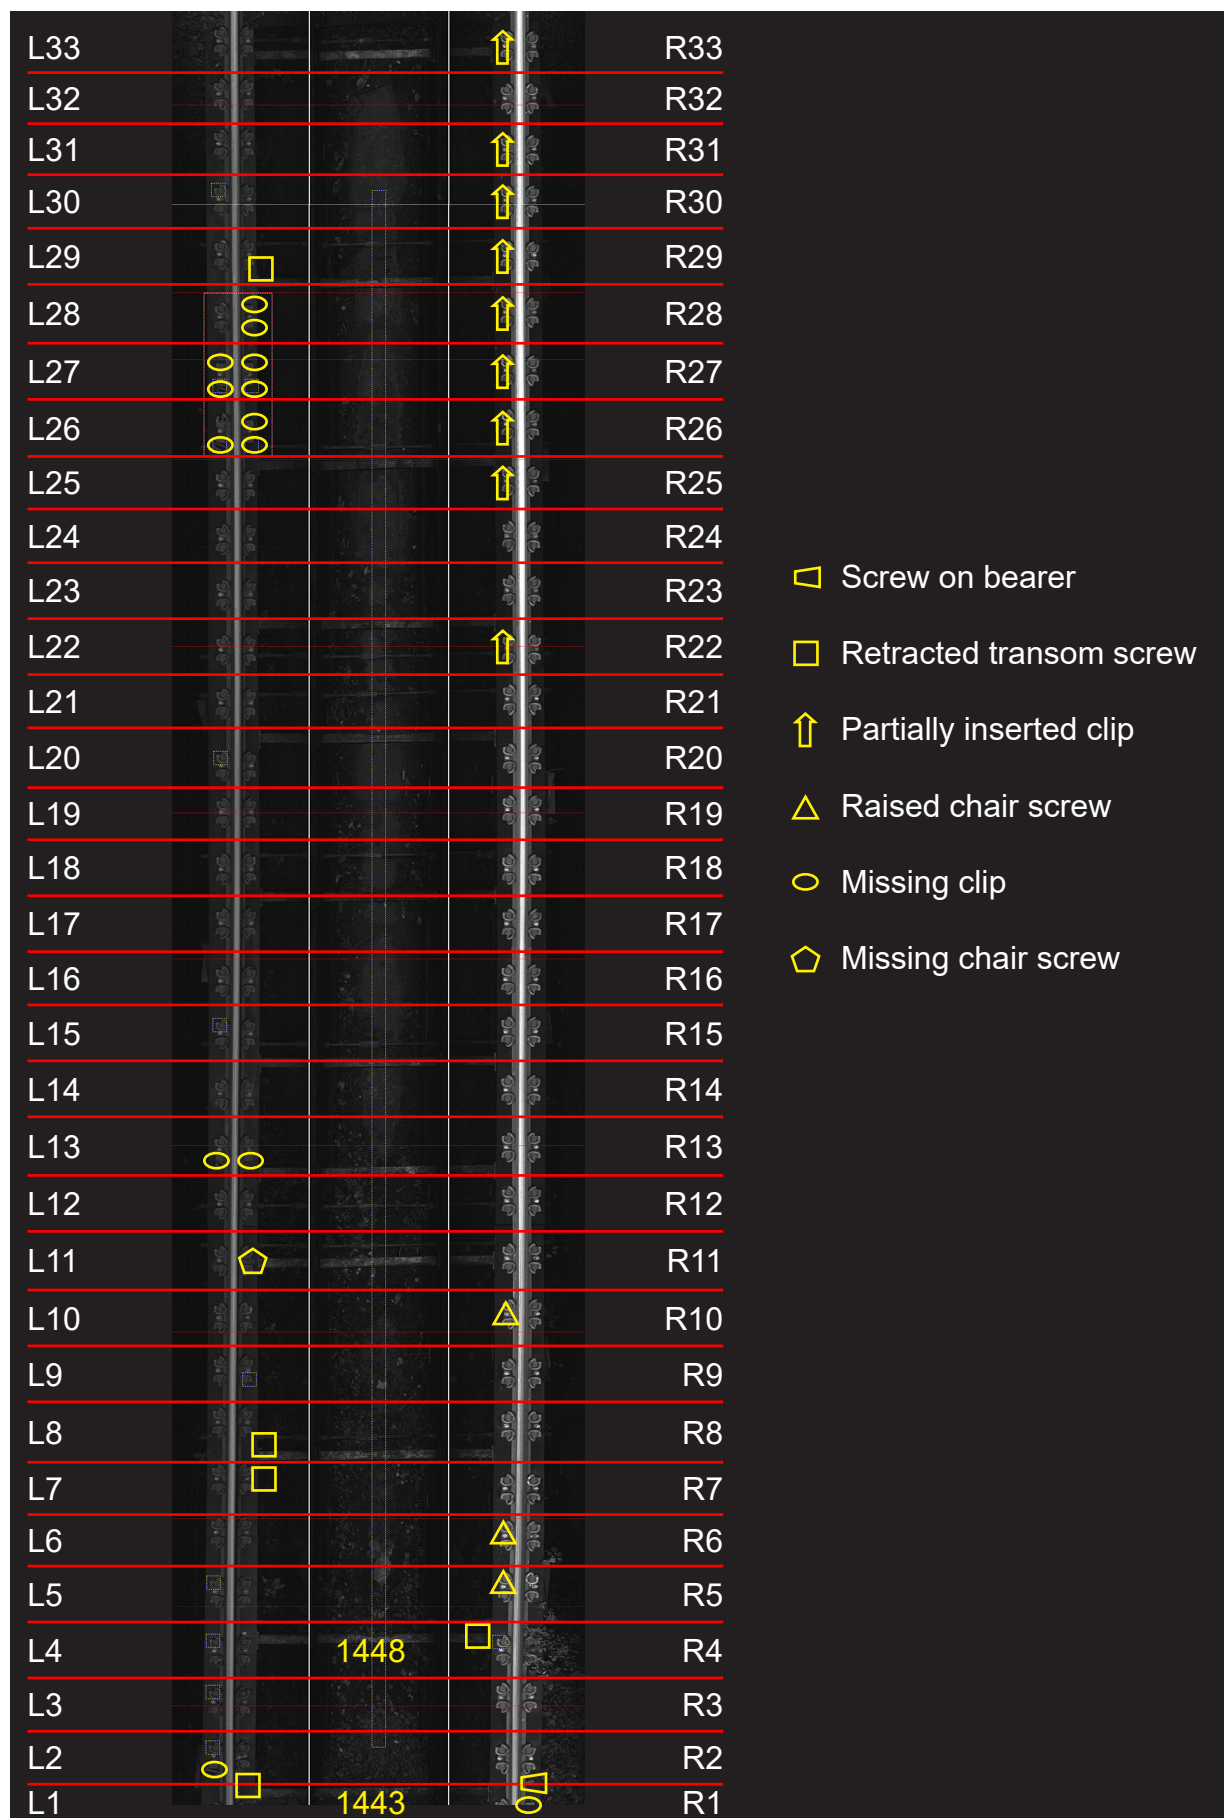 L33 R33
L32 R32
L31 R31
L30 R30
L29 R29
L28 R28
L27 R27
L26 R26
L25 R25
L24 R24
L23 R23
L22 R22
L21 R21
L20 R20
L19 R19
L18 R18
L17 R17
L16 R16
L15 R15
L14 R14
L13 R13
L12 R12
L11 R11
L10 R10
L9 R9
L8 R8
L7 R7
L6 R6
L5 R5
L4 1448 R4
L3 R3
L2 R2
L1 1443 R1
Screw on bearer
Retracted transom screw
Partially inserted clip
Raised chair screw
Missing clip
Missing chair screw